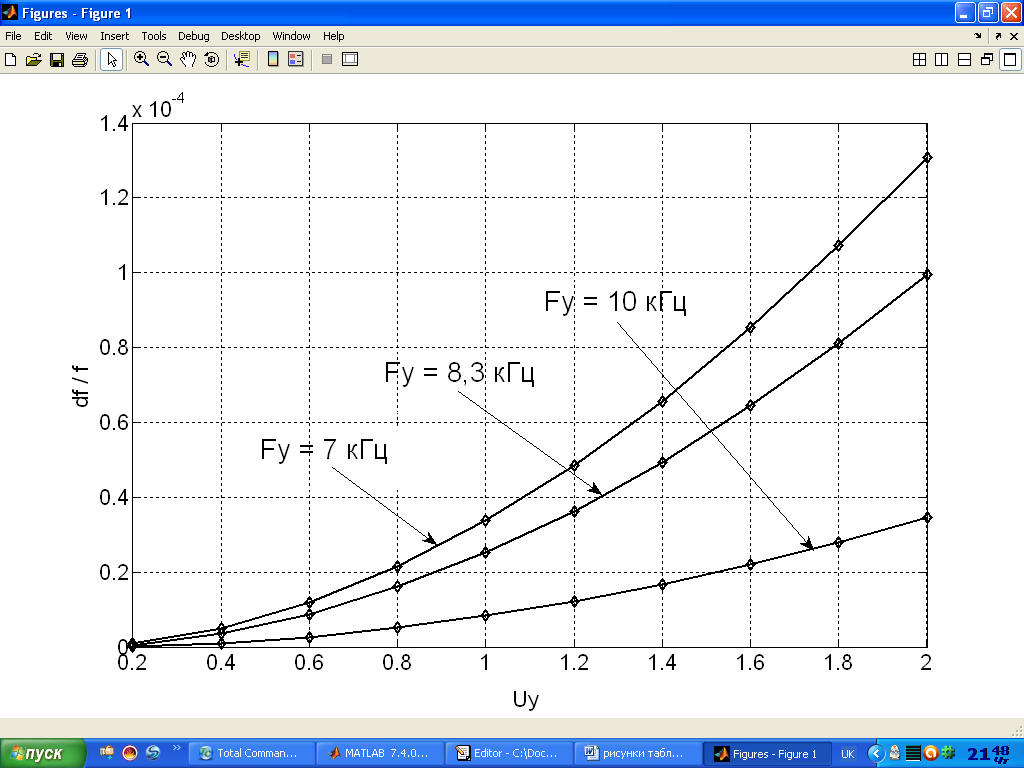 Figures - Figure 1
File Edit View Insert Tools Debug Desktop Window Help
x 10^-4
1.4
1.2
1
0.8
0.6
0.4
0.2
0
df / f
Fy = 10 кГц
Fy = 8,3 кГц
Fy = 7 кГц
0.2 0.4 0.6 0.8 1 1.2 1.4 1.6 1.8 2
Uy
пуск
Total Comman...
MATLAB 7.4.0...
Editor - C:\Doc...
рисунки табл...
Figures - Figure 1
UK
21 48
Чт